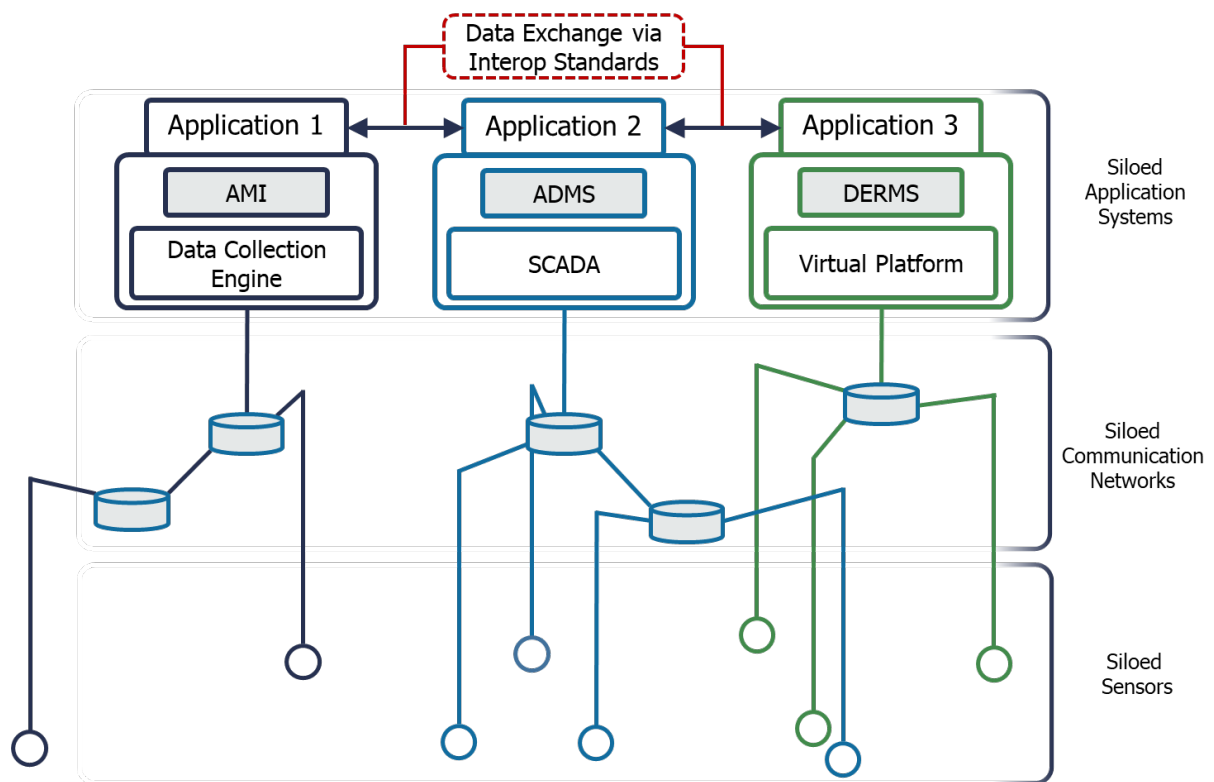 Data Exchange via
Interop Standards
Application 1
Application 2
Application 3
AMI
ADMS
DERMS
Data Collection
Engine
SCADA
Virtual Platform
Siloed
Application
Systems
Siloed
Communication
Networks
Siloed
Sensors